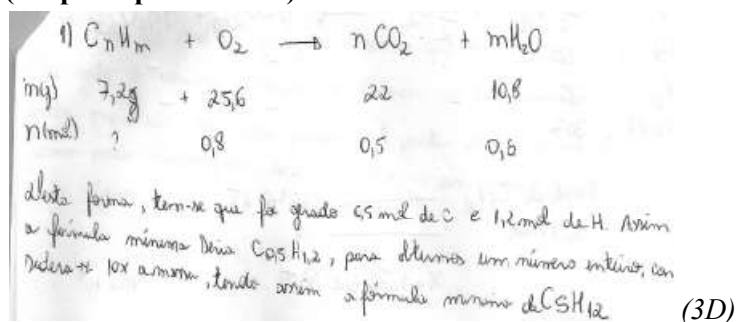 1) CnHm + O2 → n CO2 + mH2O
m(g) 7,2g + 25,6 22 10,8
n(mol) ? 0,8 0,5 0,6
desta forma, tem-se que foi gerado 0,5 mol de C e 1,2 mol de H. Assim
a fórmula mínima seria C0,5H1,2, para obtermos um número inteiro, con
sidera-se 10x a mesma, tendo assim a fórmula mínima de C5H12
(3D)